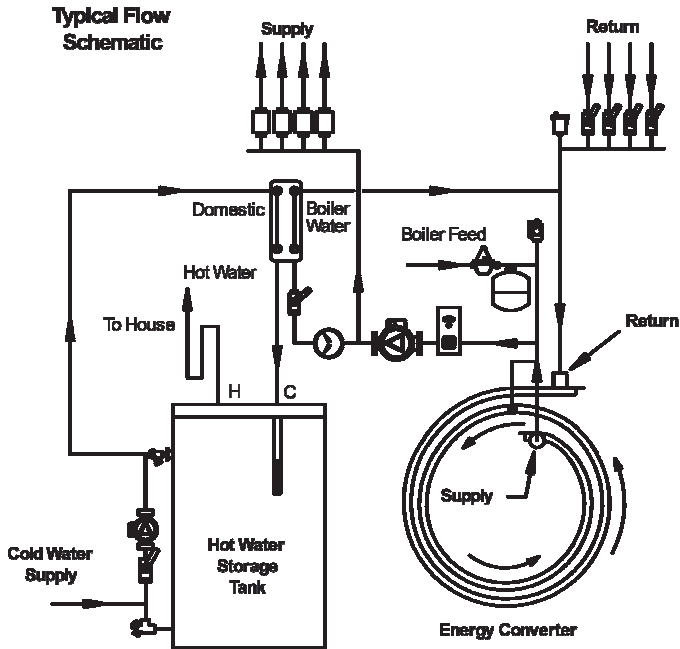 Typical Flow
Schematic
Supply
Return
Domestic
Boiler
Water
Boiler Feed
Hot Water
To House
Return
H
C
Supply
Cold Water
Supply
Hot Water
Storage
Tank
Energy Converter